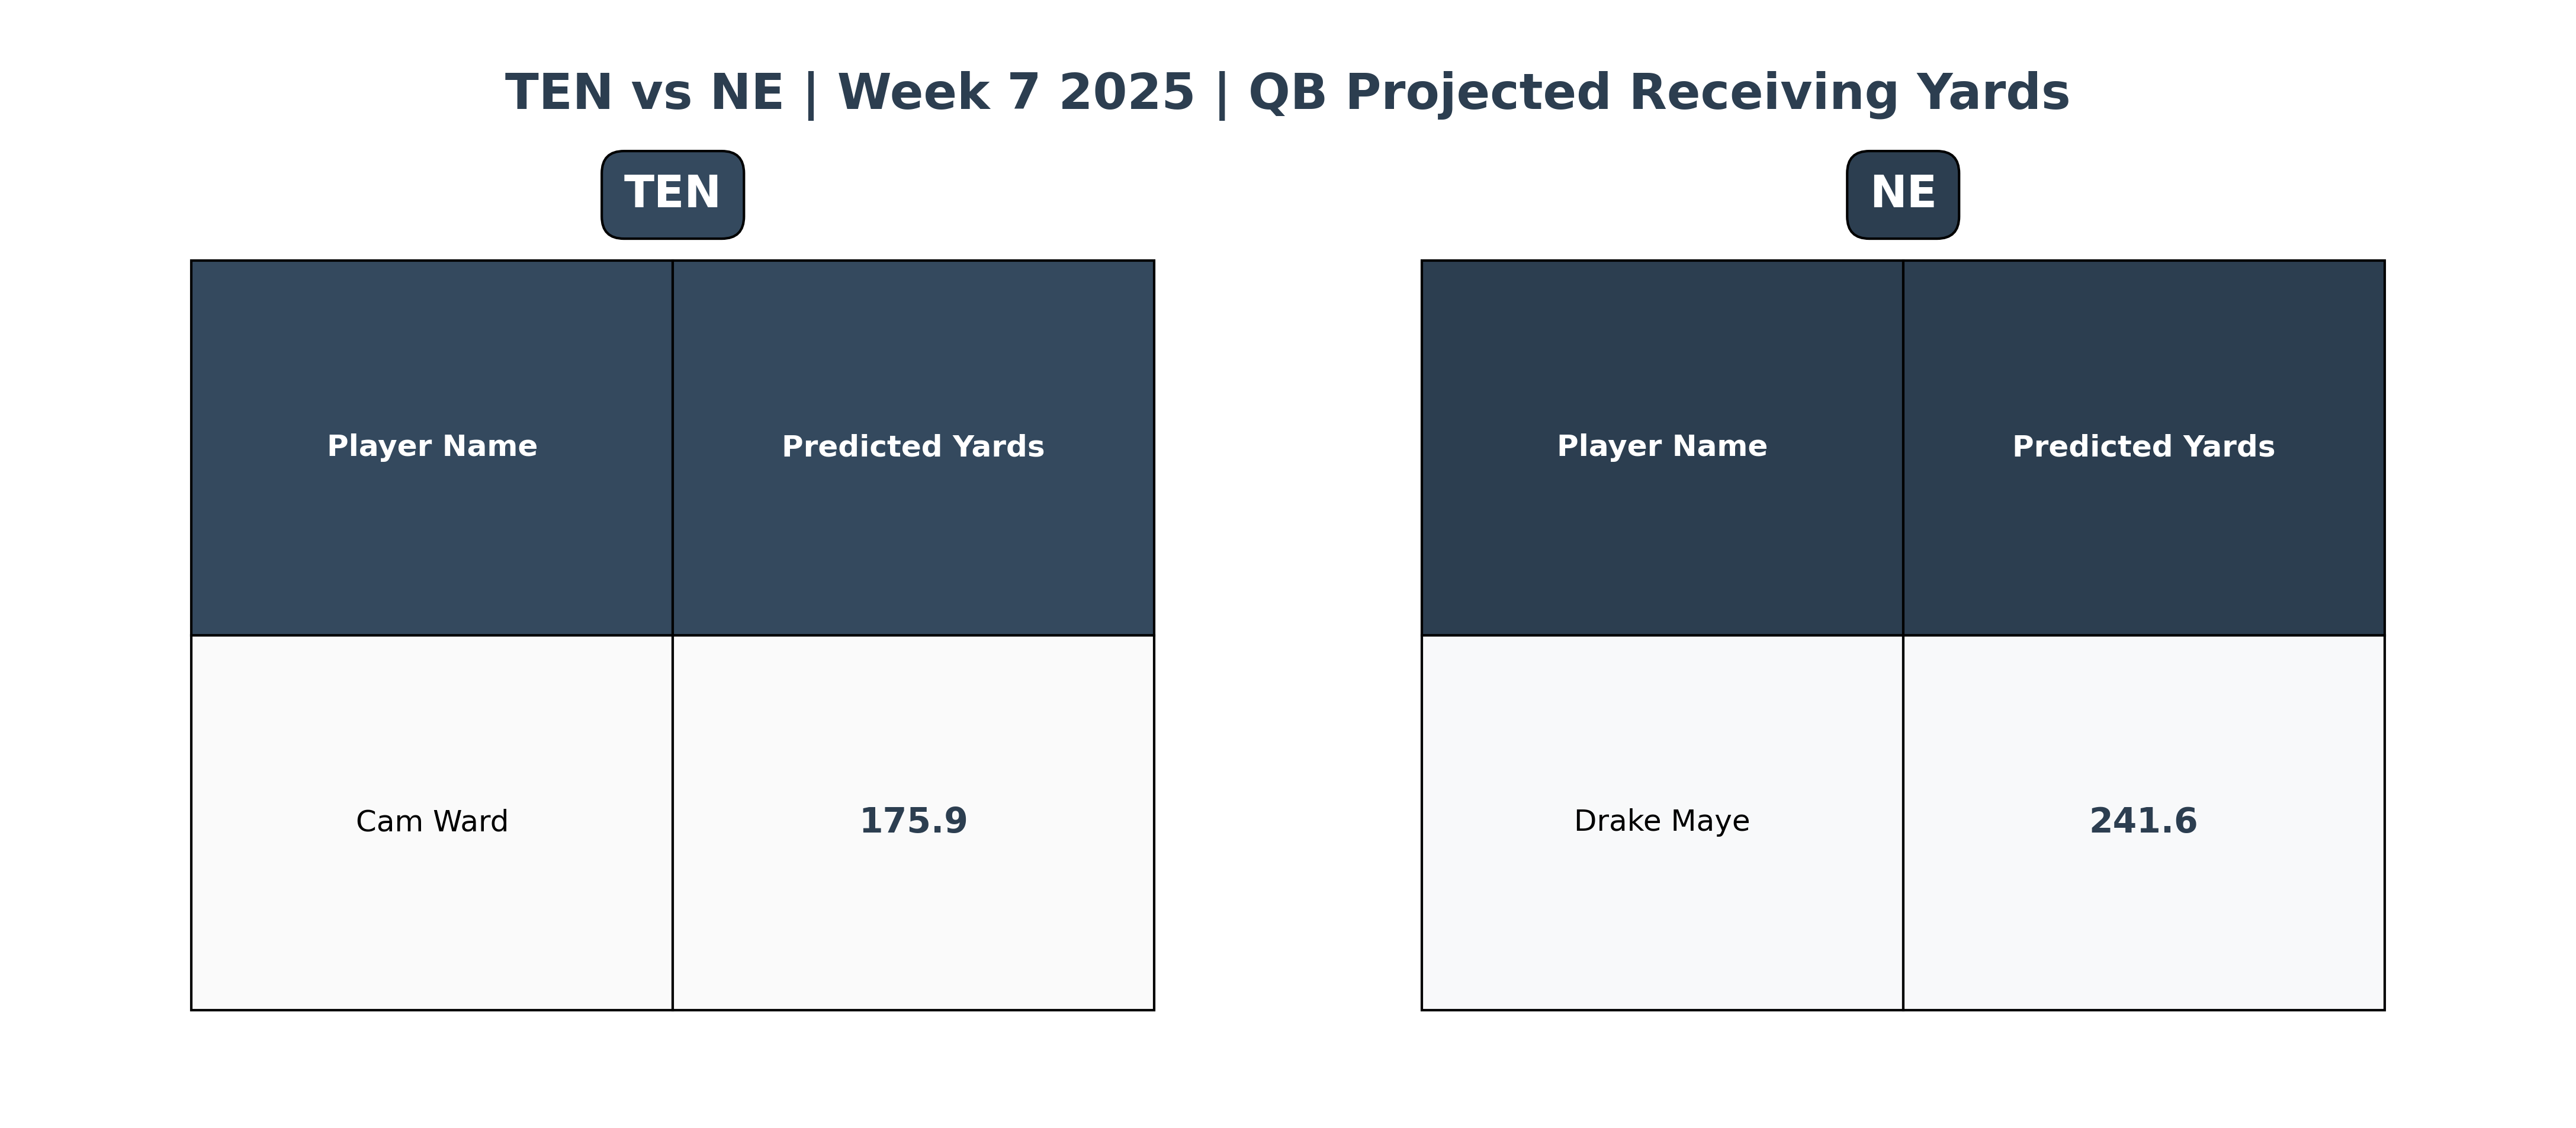 TEN vs NE | Week 7 2025 | QB Projected Receiving Yards
TEN
Player Name Predicted Yards
Cam Ward 175.9
NE
Player Name Predicted Yards
Drake Maye 241.6